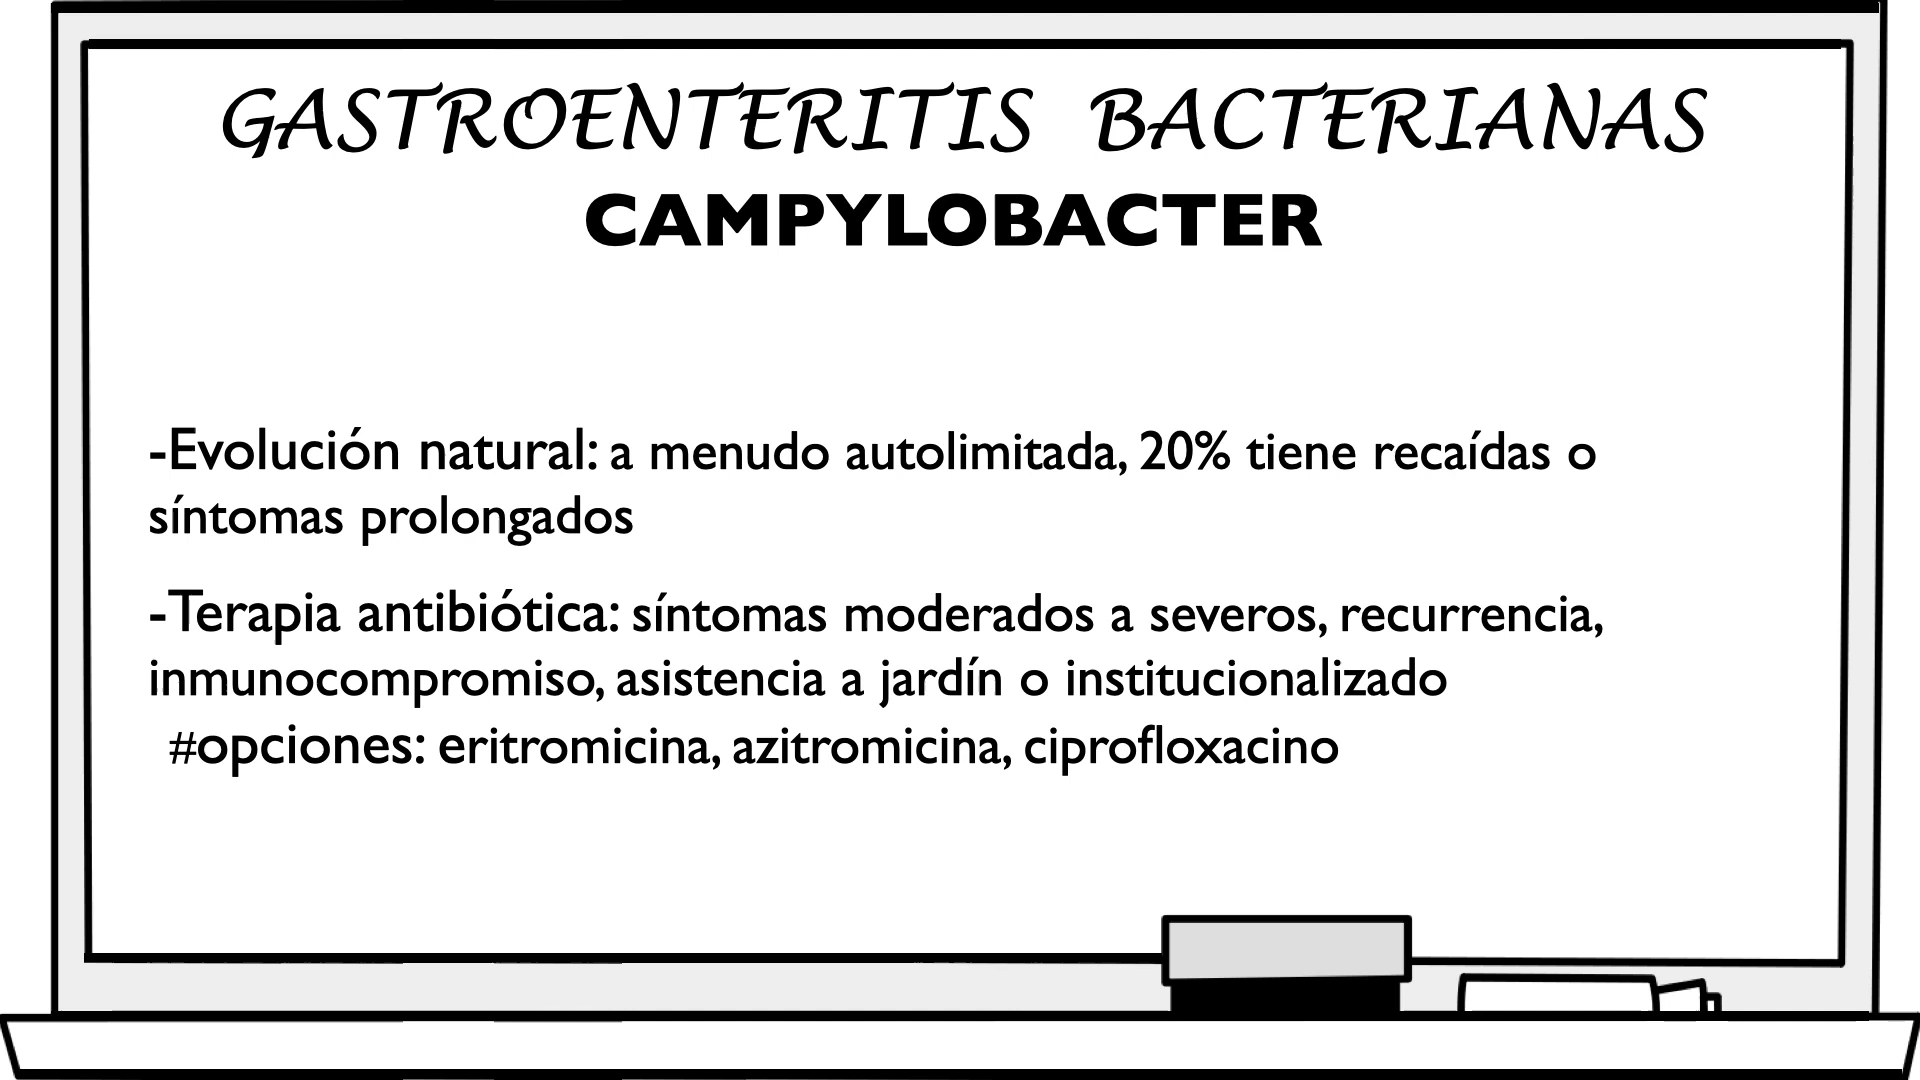 GASTROENTERITIS BACTERIANAS
CAMPYLOBACTER
-Evolución natural: a menudo autolimitada, 20% tiene recaídas o
síntomas prolongados
-Terapia antibiótica: síntomas moderados a severos, recurrencia,
inmunocompromiso, asistencia a jardín o institucionalizado
#opciones: eritromicina, azitromicina, ciprofloxacino